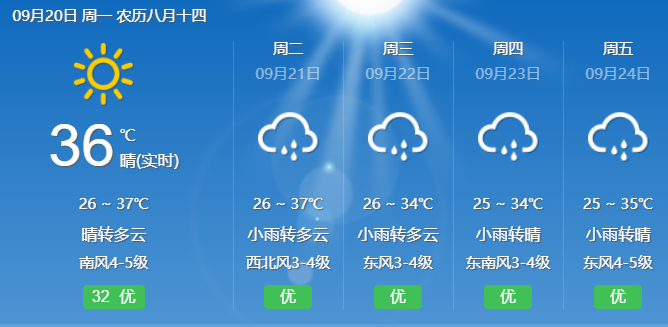 09月20日 周一 农历八月十四
36
℃
晴(实时)
26 ~ 37℃
晴转多云
南风4-5级
32 优
周二
09月21日
26 ~ 37℃
小雨转多云
西北风3-4级
优
周三
09月22日
26 ~ 34℃
小雨转多云
东风3-4级
优
周四
09月23日
25 ~ 34℃
小雨转晴
东南风3-4级
优
周五
09月24日
25 ~ 35℃
小雨转晴
东风4-5级
优